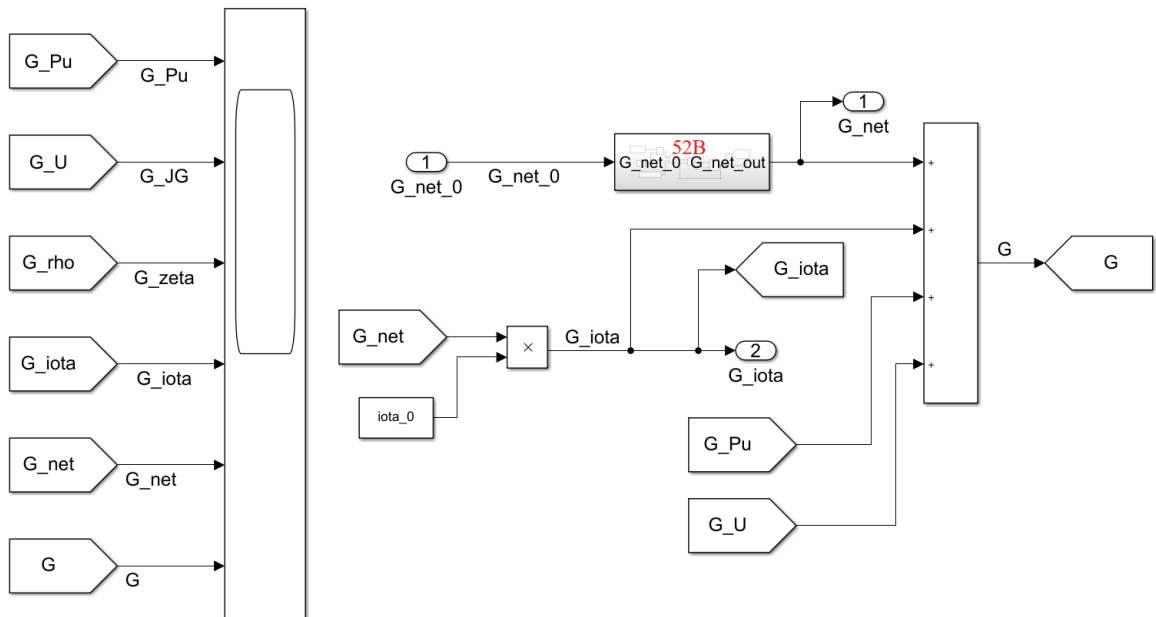 G_Pu
G_Pu
G_U
G_JG
G_rho
G_zeta
G_iota
G_iota
G_net
G_net
G
G
1
G_net_0
G_net_0
52B
G_net_0 G_net_out
1
G_net
G_iota
G_net
×
G_iota
2
G_iota
iota_0
G_Pu
G_U
+
+
+
+
G
G